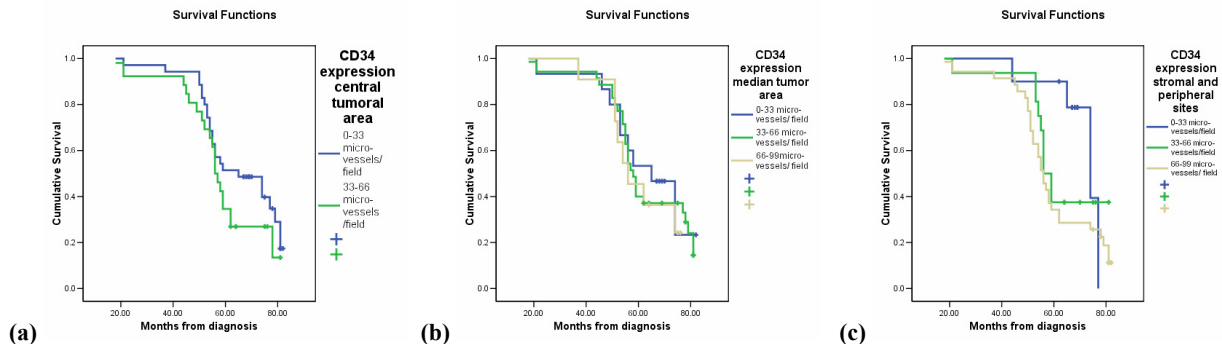 Survival Functions
Cumulative Survival
1.0
0.8
0.6
0.4
0.2
0.0
20.00 40.00 60.00 80.00
Months from diagnosis
CD34
expression
central
tumoral
area
0-33
micro-
vessels/
field
33-66
micro-
vessels
/field
(a)
Survival Functions
Cumulative Survival
1.0
0.8
0.6
0.4
0.2
0.0
20.00 40.00 60.00 80.00
Months from diagnosis
CD34
expression
median tumor
area
0-33 micro-
vessels/ field
33-66 micro-
vessels/ field
66-99micro-
vessels/ field
(b)
Survival Functions
Cumulative Survival
1.0
0.8
0.6
0.4
0.2
0.0
20.00 40.00 60.00 80.00
Months from diagnosis
CD34
expression
stromal and
peripheral
sites
0-33 micro-
vessels/field
33-66 micro-
vessels/field
66-99 micro-
vessels/ field
(c)